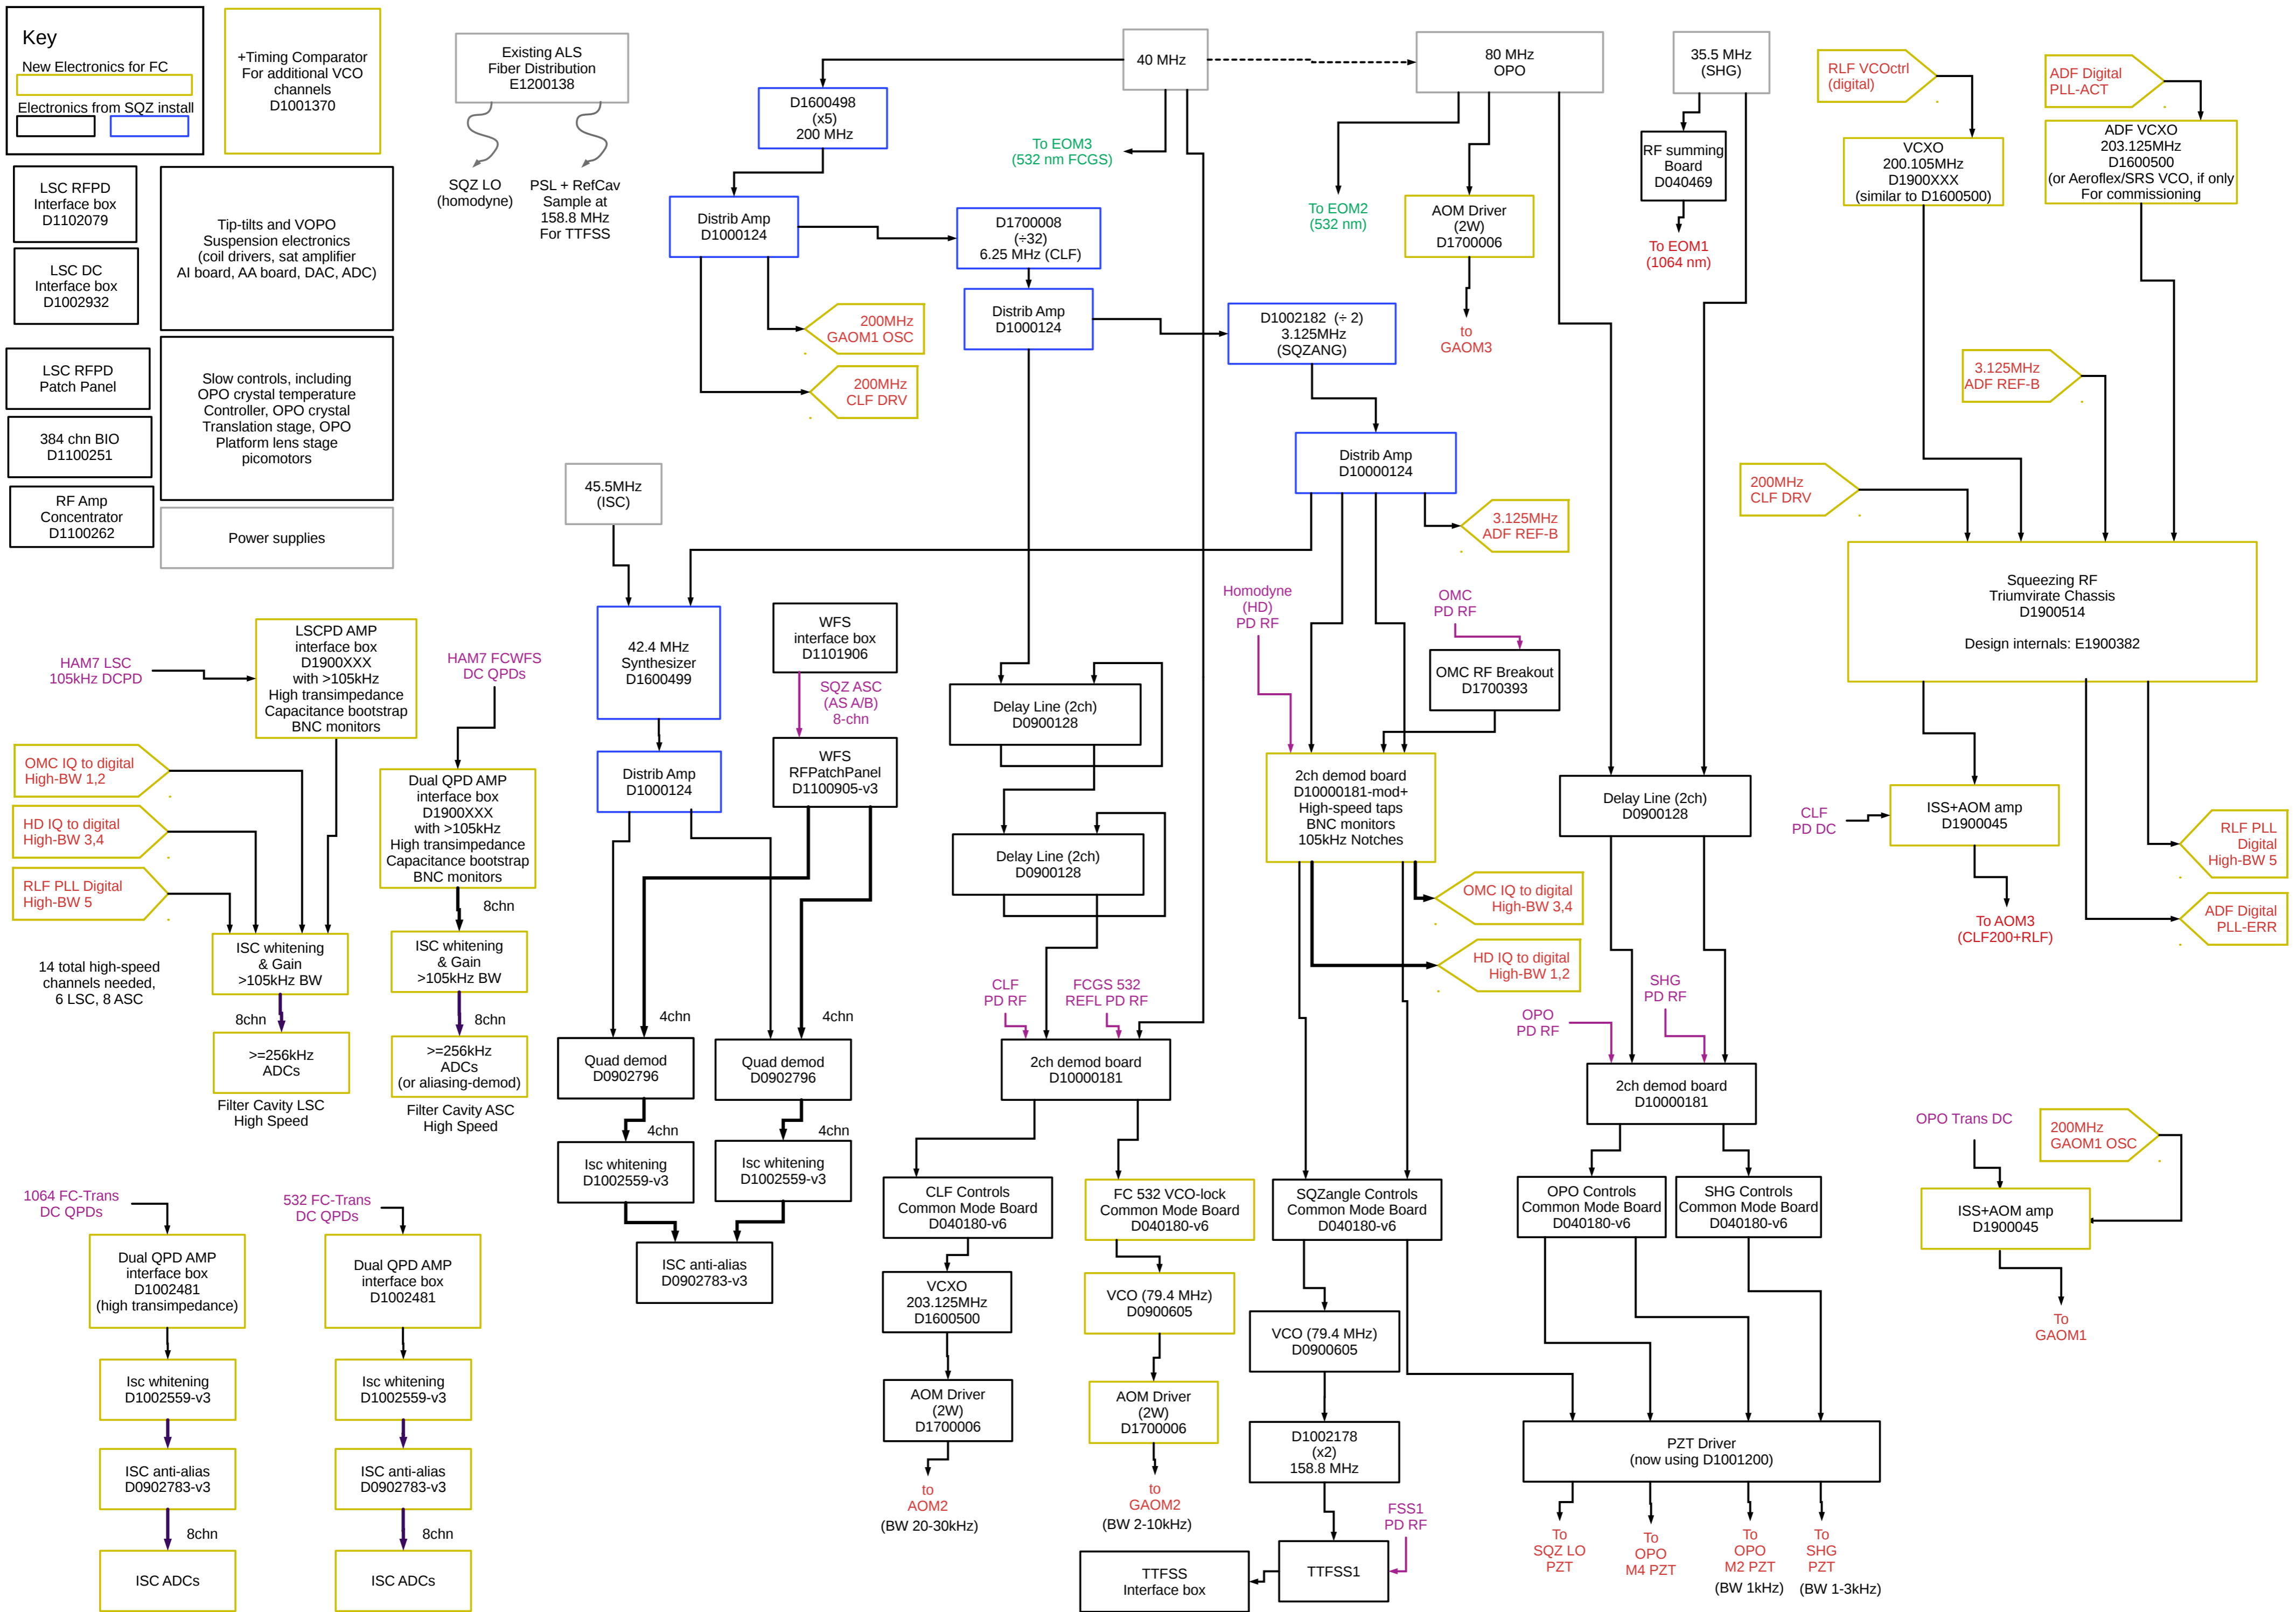 Key
New Electronics for FC
Electronics from SQZ install
+Timing Comparator
For additional VCO
channels
D1001370
LSC RFPD
Interface box
D1102079
LSC DC
Interface box
D1002932
LSC RFPD
Patch Panel
384 chn BIO
D1100251
RF Amp
Concentrator
D1100262
Tip-tilts and VOPO
Suspension electronics
(coil drivers, sat amplifier
AI board, AA board, DAC, ADC)
Slow controls, including
OPO crystal temperature
Controller, OPO crystal
Translation stage, OPO
Platform lens stage
picomotors
Power supplies
Existing ALS
Fiber Distribution
E1200138
SQZ LO
(homodyne)
PSL + RefCav
Sample at
158.8 MHz
For TTFSS
40 MHz
80 MHz
OPO
35.5 MHz
(SHG)
D1600498
(x5)
200 MHz
To EOM3
(532 nm FCGS)
To EOM2
(532 nm)
AOM Driver
(2W)
D1700006
to
GAOM3
RF summing
Board
D040469
To EOM1
(1064 nm)
RLF VCOctrl
(digital)
ADF Digital
PLL-ACT
VCXO
200.105MHz
D1900XXX
(similar to D1600500)
ADF VCXO
203.125MHz
D1600500
(or Aeroflex/SRS VCO, if only
For commissioning
Distrib Amp
D1000124
D1700008
(÷32)
6.25 MHz (CLF)
Distrib Amp
D1000124
200MHz
GAOM1 OSC
200MHz
CLF DRV
D1002182 (÷ 2)
3.125MHz
(SQZANG)
Distrib Amp
D10000124
3.125MHz
ADF REF-B
3.125MHz
ADF REF-B
200MHz
CLF DRV
Squeezing RF
Triumvirate Chassis
D1900514
Design internals: E1900382
45.5MHz
(ISC)
42.4 MHz
Synthesizer
D1600499
Distrib Amp
D1000124
WFS
interface box
D1101906
SQZ ASC
(AS A/B)
8-chn
WFS
RFPatchPanel
D1100905-v3
Delay Line (2ch)
D0900128
Delay Line (2ch)
D0900128
Homodyne
(HD)
PD RF
OMC
PD RF
OMC RF Breakout
D1700393
2ch demod board
D10000181-mod+
High-speed taps
BNC monitors
105kHz Notches
OMC IQ to digital
High-BW 3,4
HD IQ to digital
High-BW 1,2
Delay Line (2ch)
D0900128
CLF
PD DC
ISS+AOM amp
D1900045
To AOM3
(CLF200+RLF)
RLF PLL
Digital
High-BW 5
ADF Digital
PLL-ERR
HAM7 LSC
105kHz DCPD
LSCPD AMP
interface box
D1900XXX
with >105kHz
High transimpedance
Capacitance bootstrap
BNC monitors
HAM7 FCWFS
DC QPDs
OMC IQ to digital
High-BW 1,2
HD IQ to digital
High-BW 3,4
RLF PLL Digital
High-BW 5
Dual QPD AMP
interface box
D1900XXX
with >105kHz
High transimpedance
Capacitance bootstrap
BNC monitors
8chn
14 total high-speed
channels needed,
6 LSC, 8 ASC
ISC whitening
& Gain
>105kHz BW
8chn
>=256kHz
ADCs
Filter Cavity LSC
High Speed
ISC whitening
& Gain
>105kHz BW
8chn
>=256kHz
ADCs
(or aliasing-demod)
Filter Cavity ASC
High Speed
4chn
4chn
Quad demod
D0902796
Quad demod
D0902796
4chn
4chn
Isc whitening
D1002559-v3
Isc whitening
D1002559-v3
ISC anti-alias
D0902783-v3
CLF
PD RF
FCGS 532
REFL PD RF
2ch demod board
D10000181
CLF Controls
Common Mode Board
D040180-v6
FC 532 VCO-lock
Common Mode Board
D040180-v6
SQZangle Controls
Common Mode Board
D040180-v6
VCXO
203.125MHz
D1600500
VCO (79.4 MHz)
D0900605
VCO (79.4 MHz)
D0900605
AOM Driver
(2W)
D1700006
AOM Driver
(2W)
D1700006
D1002178
(x2)
158.8 MHz
to
AOM2
(BW 20-30kHz)
to
GAOM2
(BW 2-10kHz)
FSS1
PD RF
TTFSS1
TTFSS
Interface box
OPO
PD RF
SHG
PD RF
2ch demod board
D10000181
OPO Controls
Common Mode Board
D040180-v6
SHG Controls
Common Mode Board
D040180-v6
PZT Driver
(now using D1001200)
To
SQZ LO
PZT
To
OPO
M4 PZT
To
OPO
M2 PZT
(BW 1kHz)
To
SHG
PZT
(BW 1-3kHz)
OPO Trans DC
200MHz
GAOM1 OSC
ISS+AOM amp
D1900045
To
GAOM1
1064 FC-Trans
DC QPDs
532 FC-Trans
DC QPDs
Dual QPD AMP
interface box
D1002481
(high transimpedance)
Dual QPD AMP
interface box
D1002481
Isc whitening
D1002559-v3
Isc whitening
D1002559-v3
ISC anti-alias
D0902783-v3
ISC anti-alias
D0902783-v3
8chn
8chn
ISC ADCs
ISC ADCs